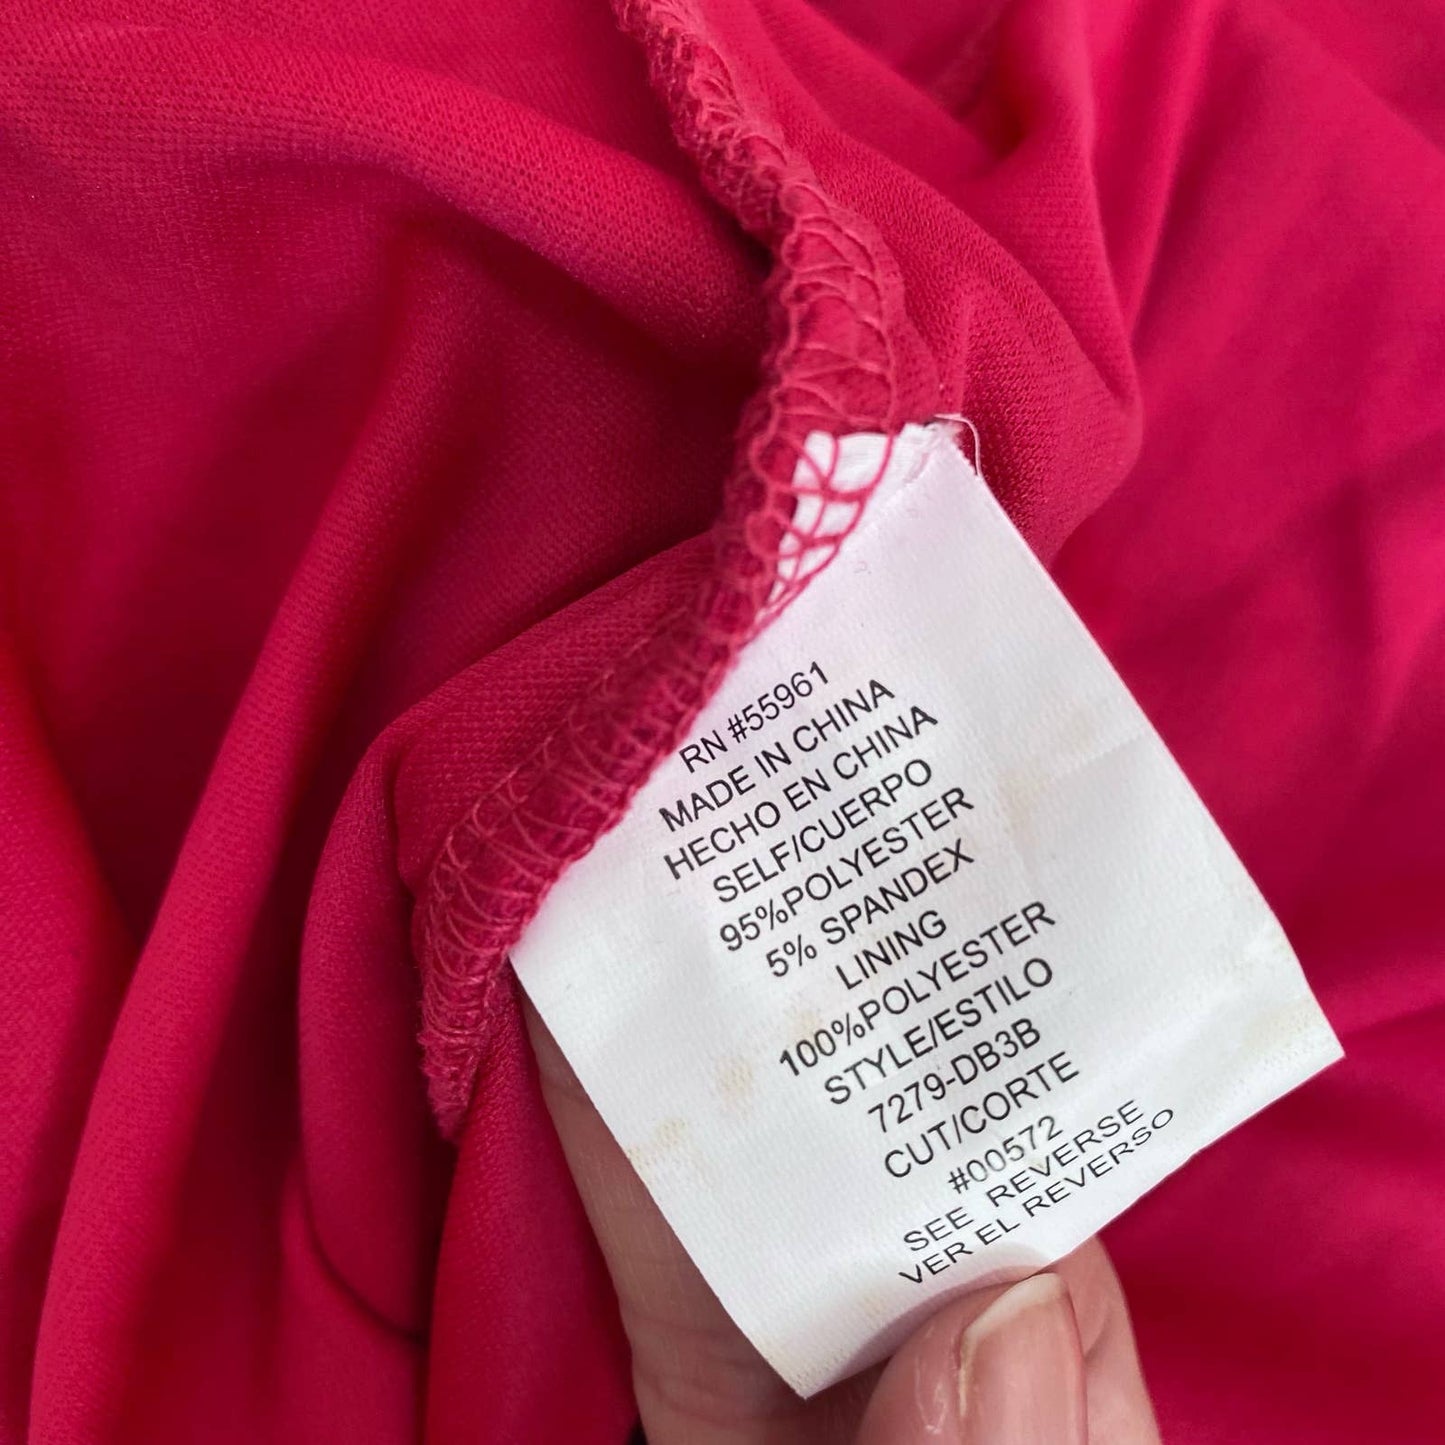 RN #55961
MADE IN CHINA
HECHO EN CHINA
SELF/CUERPO
95%POLYESTER
5% SPANDEX
LINING
100%POLYESTER
STYLE/ESTILO
7279-DB3B
CUT/CORTE
#00572
SEE REVERSE
VER EL REVERSO